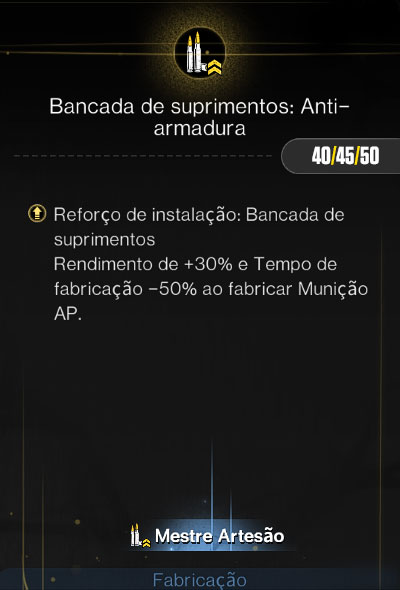 Bancada de suprimentos: Anti-
armadura
40/45/50
Reforço de instalação: Bancada de
suprimentos
Rendimento de +30% e Tempo de
fabricação -50% ao fabricar Munição
AP.
Mestre Artesão
Fabricação